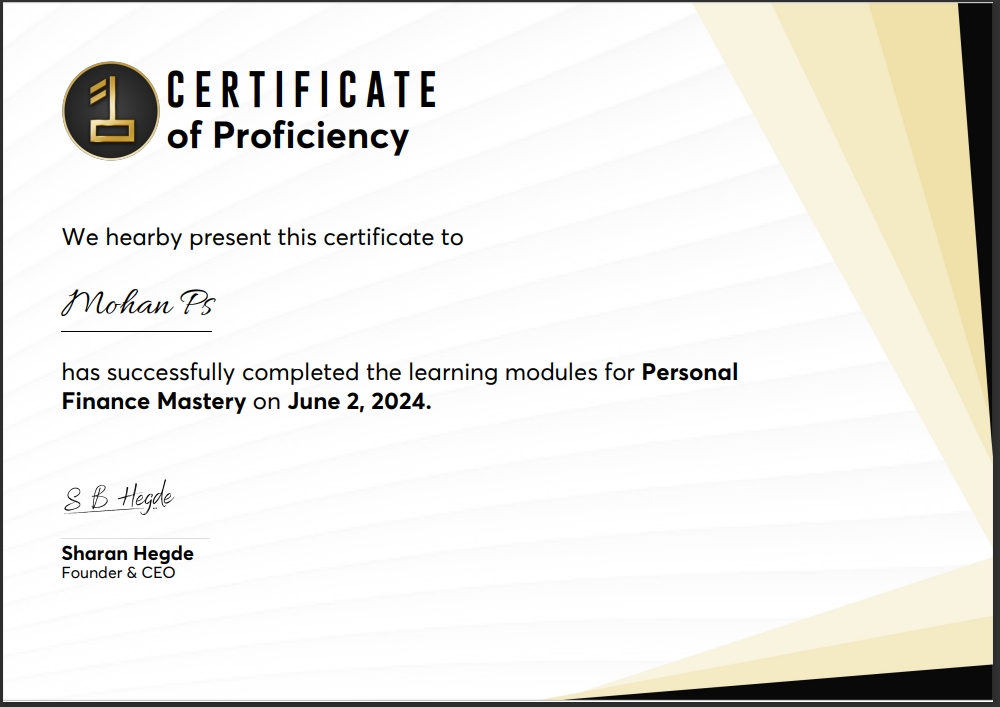 CERTIFICATE
of Proficiency
We hearby present this certificate to
Mohan Ps
has successfully completed the learning modules for Personal
Finance Mastery on June 2, 2024.
S B Hegde
Sharan Hegde
Founder & CEO